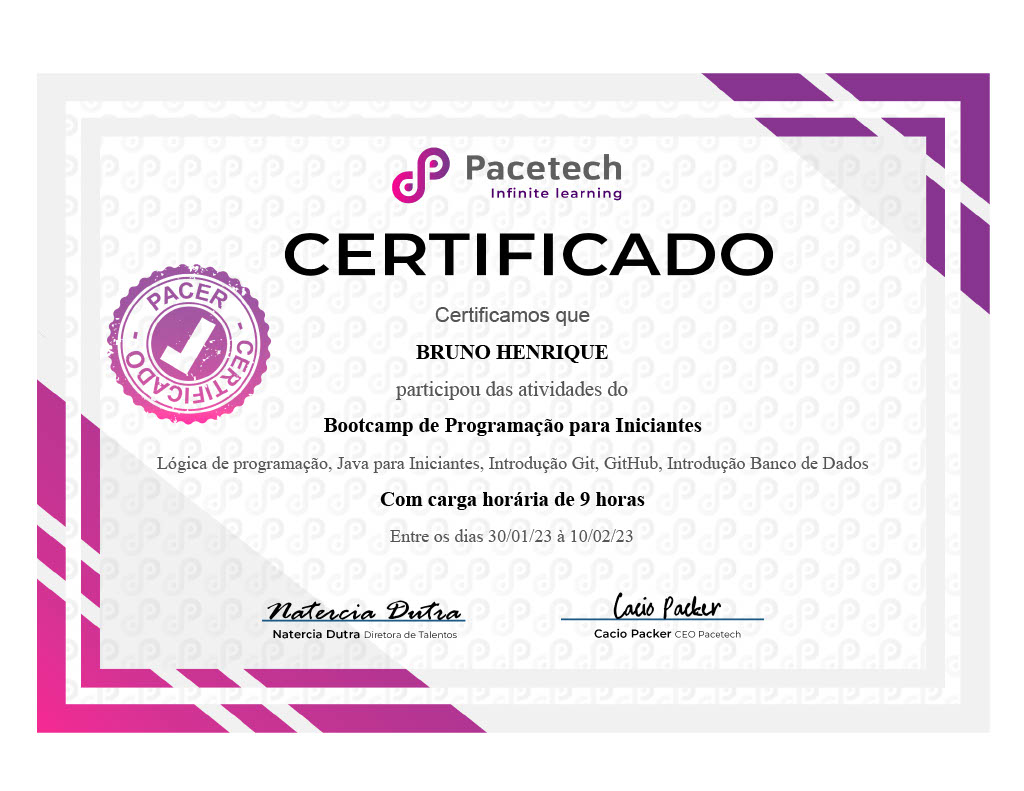 Pacetech
Infinite learning
CERTIFICADO
PACER - CERTIFICADO -
Certificamos que
BRUNO HENRIQUE
participou das atividades do
Bootcamp de Programação para Iniciantes
Lógica de programação, Java para Iniciantes, Introdução Git, GitHub, Introdução Banco de Dados
Com carga horária de 9 horas
Entre os dias 30/01/23 à 10/02/23
Natercia Dutra
Natercia Dutra Diretora de Talentos
Cacio Packer
Cacio Packer CEO Pacetech